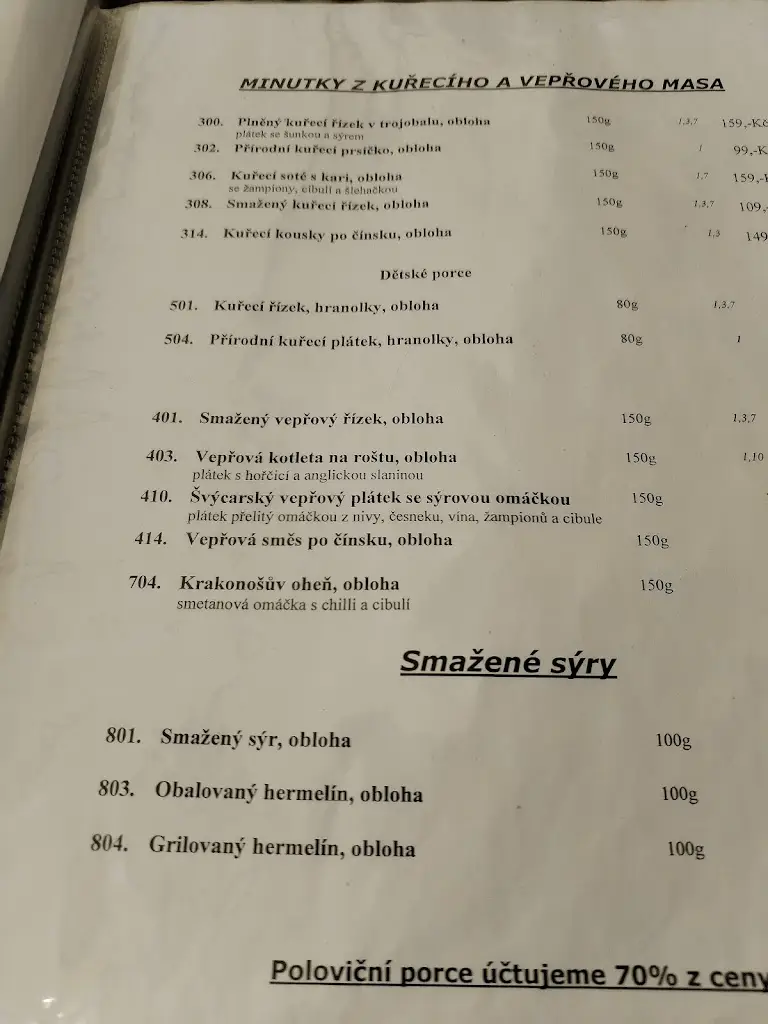 MINUTKY Z KUŘECÍHO A VEPŘOVÉHO MASA
300. Plněný kuřecí řízek v trojobalu, obloha 150g 1,3,7 159,-Kč
plátek se šunkou a sýrem
302. Přírodní kuřecí prsíčko, obloha 150g 1 99,-K
306. Kuřecí soté s kari, obloha 150g 1,7 159,-
se žampiony, cibulí a šlehačkou
308. Smažený kuřecí řízek, obloha 150g 1,3,7 109,-
314. Kuřecí kousky po čínsku, obloha 150g 1,3 149
Dětské porce
501. Kuřecí řízek, hranolky, obloha 80g 1,3,7
504. Přírodní kuřecí plátek, hranolky, obloha 80g 1
401. Smažený vepřový řízek, obloha 150g 1,3,7
403. Vepřová kotleta na roštu, obloha 150g 1,10
plátek s hořčicí a anglickou slaninou
410. Švýcarský vepřový plátek se sýrovou omáčkou 150g
plátek přelitý omáčkou z nivy, česneku, vína, žampionů a cibule
414. Vepřová směs po čínsku, obloha 150g
704. Krakonošův oheň, obloha 150g
smetanová omáčka s chilli a cibulí
Smažené sýry
801. Smažený sýr, obloha 100g
803. Obalovaný hermelín, obloha 100g
804. Grilovaný hermelín, obloha 100g
Poloviční porce účtujeme 70% z ceny